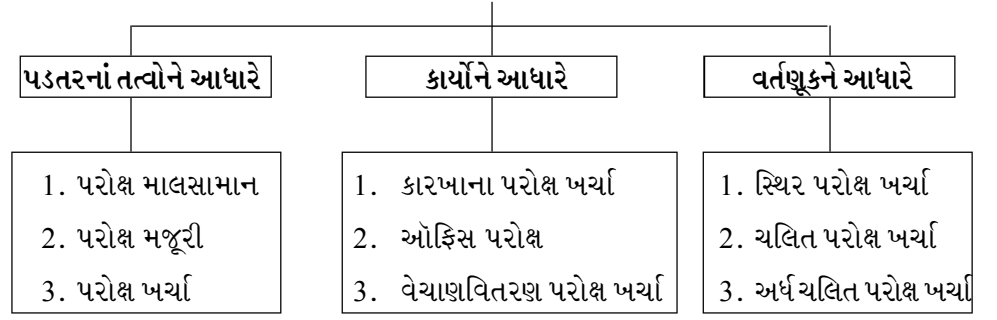 પડતરનાં તત્વોને આધારે
કાર્યોને આધારે
વર્તણૂકને આધારે
1. પરોક્ષ માલસામાન
2. પરોક્ષ મજૂરી
3. પરોક્ષ ખર્ચા
1. કારખાના પરોક્ષ ખર્ચા
2. ઑફિસ પરોક્ષ
3. વેચાણવિતરણ પરોક્ષ ખર્ચા
1. સ્થિર પરોક્ષ ખર્ચા
2. ચલિત પરોક્ષ ખર્ચા
3. અર્ધ ચલિત પરોક્ષ ખર્ચા